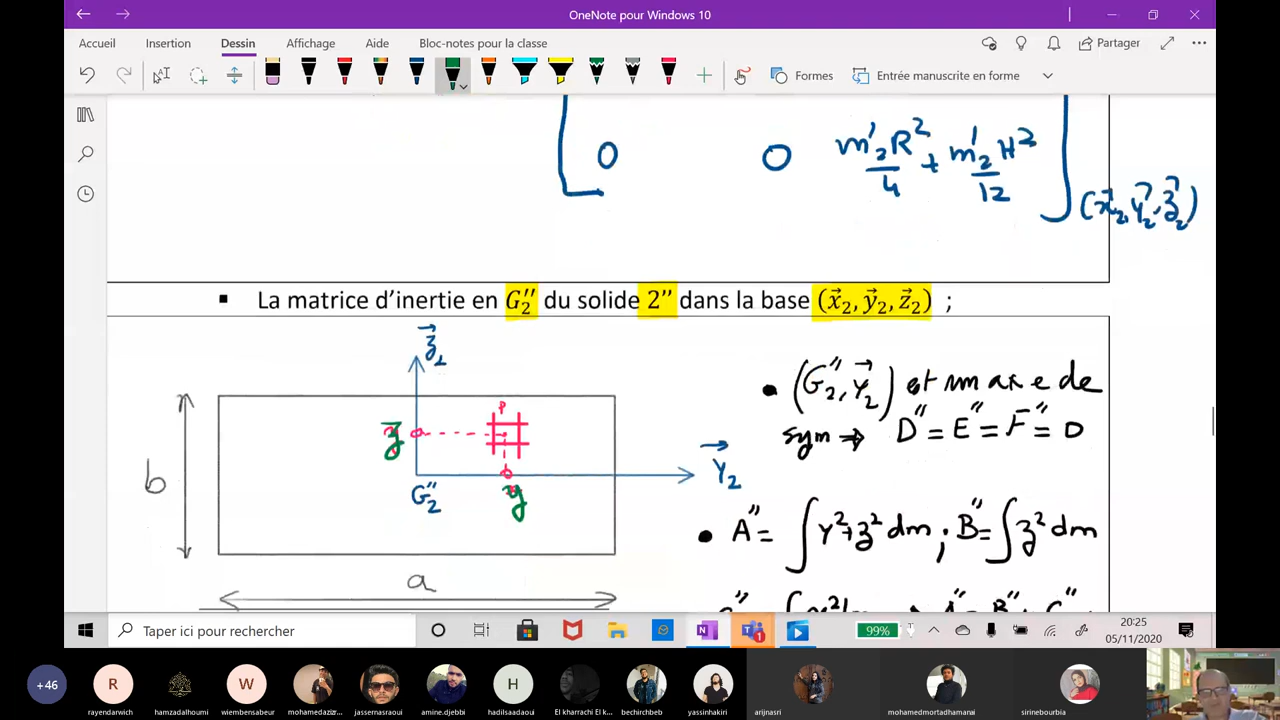 OneNote pour Windows 10
Accueil Insertion Dessin Affichage Aide Bloc-notes pour la classe Partager
Formes Entrée manuscrite en forme
0 0 m'₂R²/4 + m'₂H²/12
(x⃗₂, y⃗₂, z⃗₂)
▪ La matrice d'inertie en G₂'' du solide 2'' dans la base (x⃗₂, y⃗₂, z⃗₂) ;
z⃗₂
P
z
b
G₂''
y
Y⃗₂
a
• (G₂'', Y⃗₂) et un axe de
sym → D'' = E'' = F'' = 0
• A'' = ∫ y²+z² dm ; B'' = ∫ z² dm
Taper ici pour rechercher
99%
20:25
05/11/2020
+46 R W H
rayendarwich hamzadalhoumi wiembensabeur mohamedaziz... jassernasraoui amine.djebbi hadilsaadaoui El kharrachi El k... bechirchbeb yassinhakiri arijnasri mohamedmortadhamanai sirinebourbia